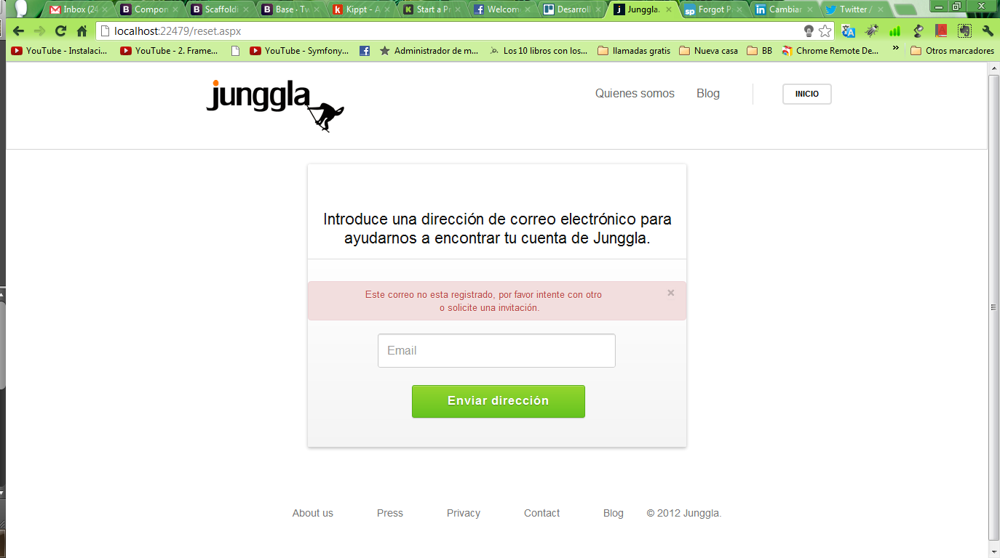 Inbox (24
Compon
Scaffoldi
Base · Tw
Kippt - A
Start a Pr
Welcom
Desarroll
Junggla.
Forgot P
Cambiar
Twitter /
localhost:22479/reset.aspx
YouTube - Instalaci...
YouTube - 2. Frame...
YouTube - Symfony...
Administrador de m...
Los 10 libros con los...
llamadas gratis
Nueva casa
BB
Chrome Remote De...
»
Otros marcadores
junggla
Quienes somos
Blog
INICIO
Introduce una dirección de correo electrónico para
ayudarnos a encontrar tu cuenta de Junggla.
Este correo no esta registrado, por favor intente con otro
o solicite una invitación.
×
Email
Enviar dirección
About us
Press
Privacy
Contact
Blog
© 2012 Junggla.